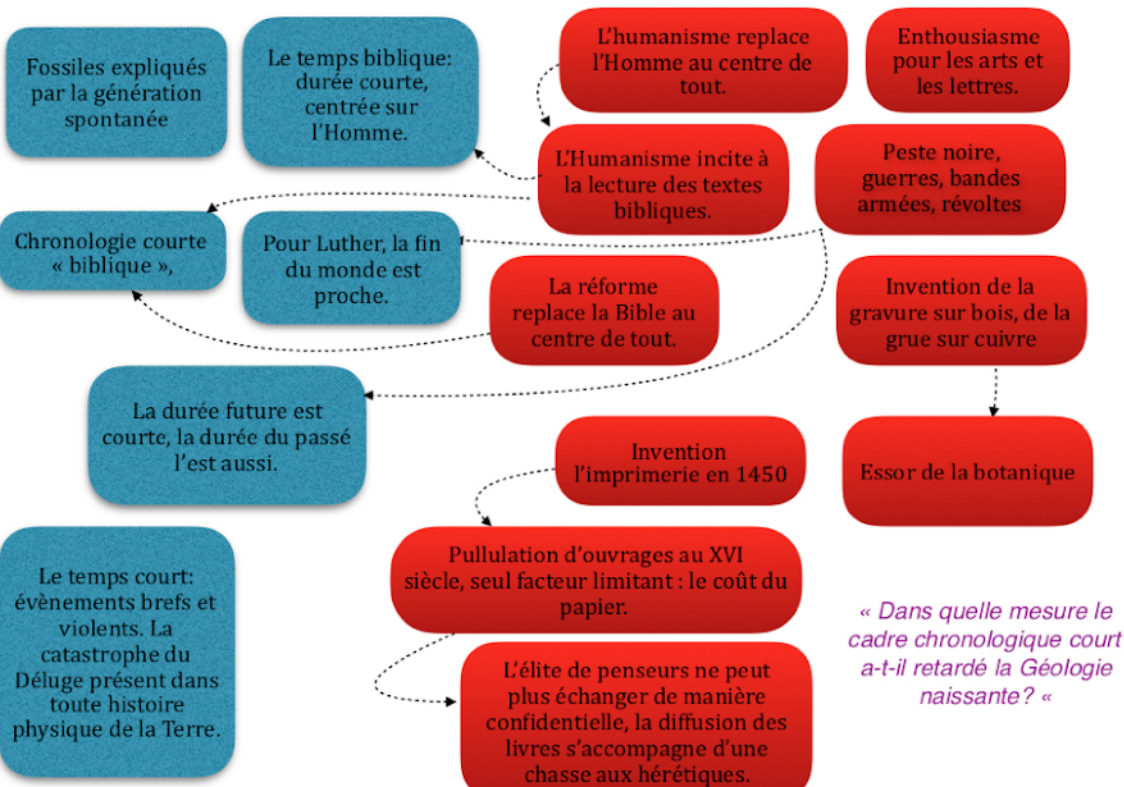 Fossiles expliqués
par la génération
spontanée
Le temps biblique:
durée courte,
centrée sur
l'Homme.
L'humanisme replace
l'Homme au centre de
tout.
Enthousiasme
pour les arts et
les lettres.
L'Humanisme incite à
la lecture des textes
bibliques.
Peste noire,
guerres, bandes
armées, révoltes
Chronologie courte
« biblique »,
Pour Luther, la fin
du monde est
proche.
La réforme
replace la Bible au
centre de tout.
Invention de la
gravure sur bois, de la
grue sur cuivre
La durée future est
courte, la durée du passé
l'est aussi.
Invention
l'imprimerie en 1450
Essor de la botanique
Le temps court:
évènements brefs et
violents. La
catastrophe du
Déluge présent dans
toute histoire
physique de la Terre.
Pullulation d'ouvrages au XVI
siècle, seul facteur limitant : le coût du
papier.
L'élite de penseurs ne peut
plus échanger de manière
confidentielle, la diffusion des
livres s'accompagne d'une
chasse aux hérétiques.
« Dans quelle mesure le
cadre chronologique court
a-t-il retardé la Géologie
naissante? «